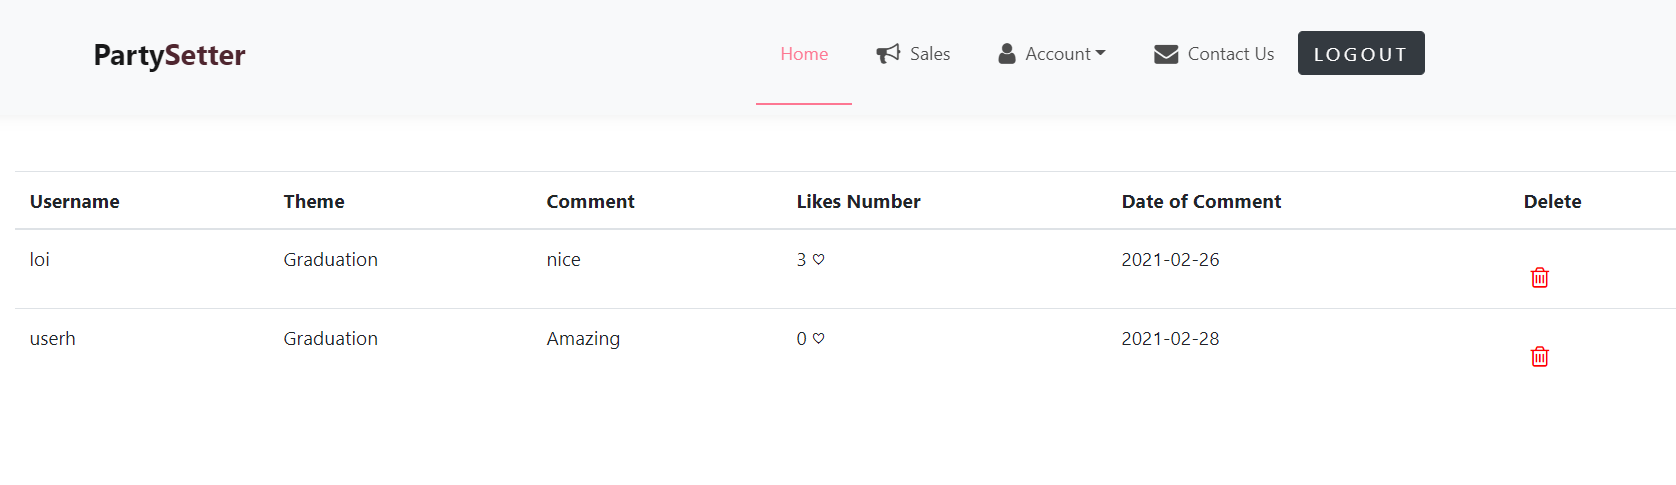 PartySetter Home Sales Account Contact Us LOGOUT
Username Theme Comment Likes Number Date of Comment Delete
loi Graduation nice 3 2021-02-26
userh Graduation Amazing 0 2021-02-28